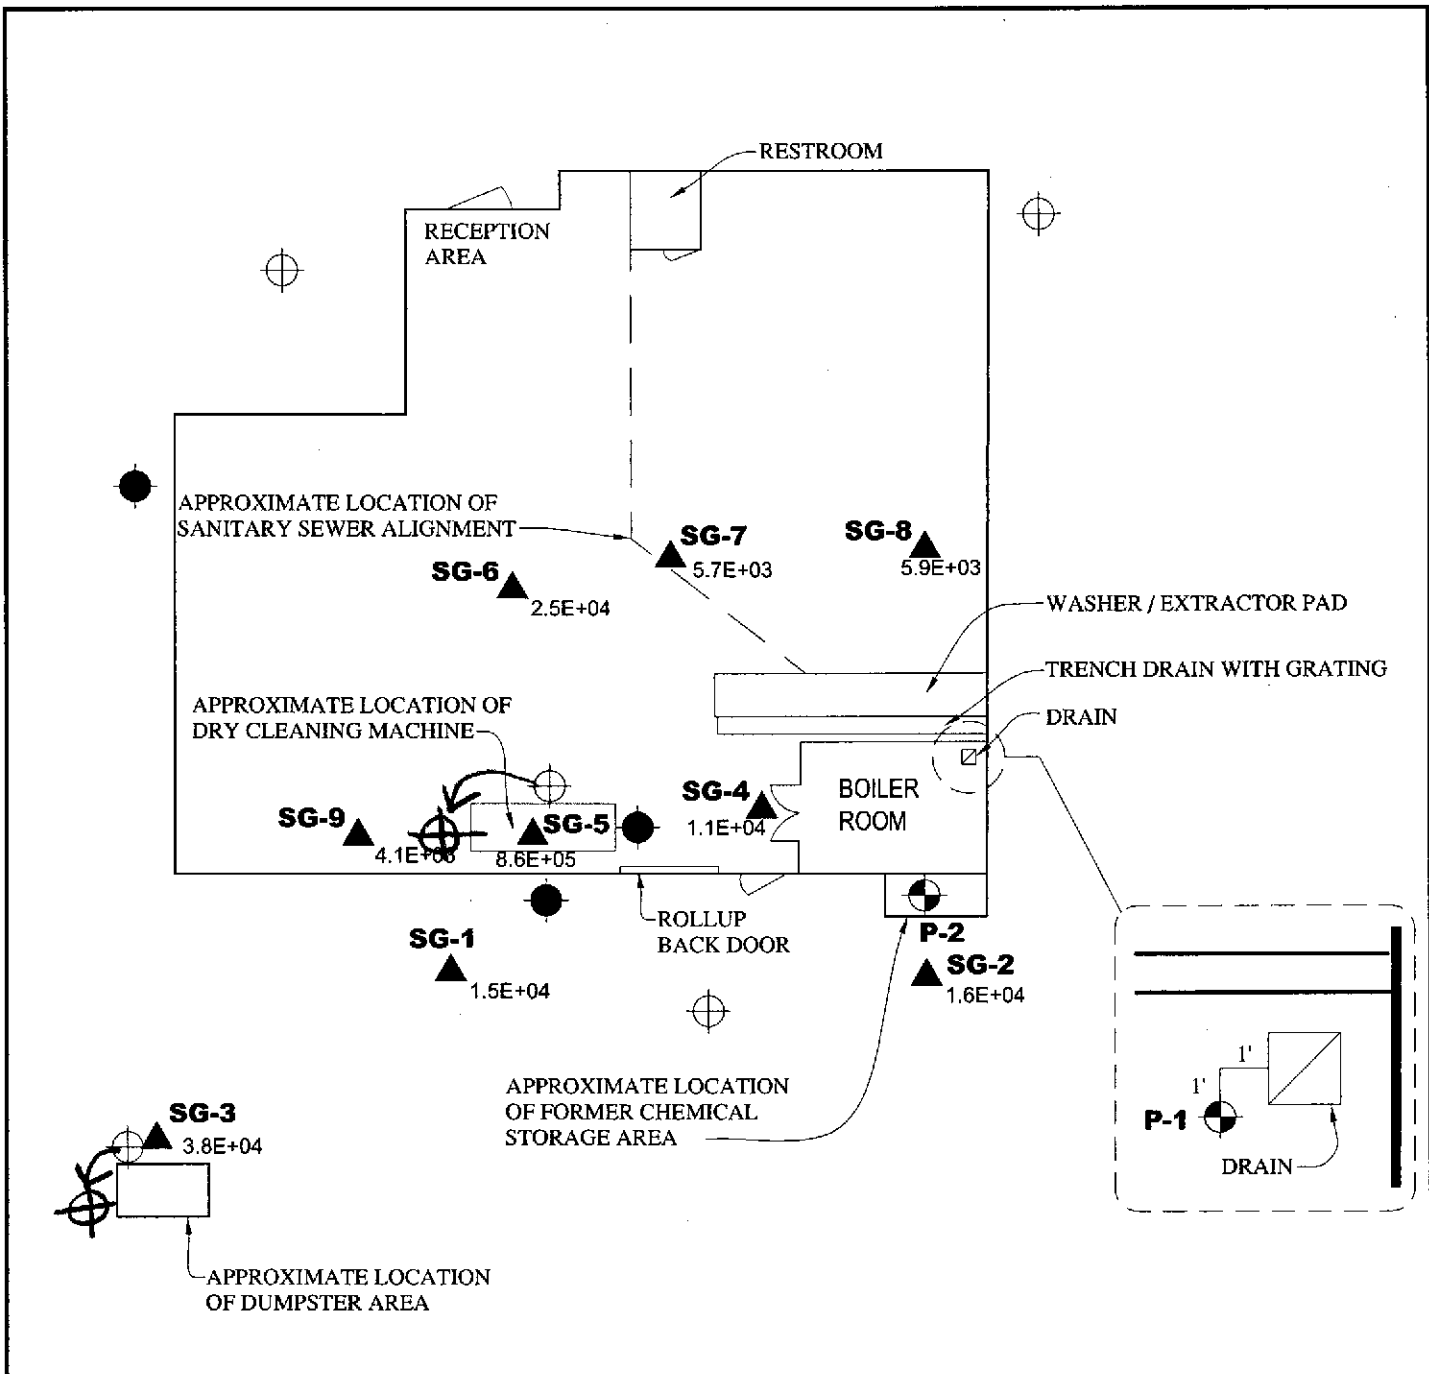 RESTROOM
RECEPTION
AREA
APPROXIMATE LOCATION OF
SANITARY SEWER ALIGNMENT
SG-7
5.7E+03
SG-8
5.9E+03
SG-6
2.5E+04
WASHER / EXTRACTOR PAD
TRENCH DRAIN WITH GRATING
DRAIN
APPROXIMATE LOCATION OF
DRY CLEANING MACHINE
SG-4
1.1E+04
BOILER
ROOM
SG-9
SG-5
8.6E+05
ROLLUP
BACK DOOR
P-2
SG-1
1.5E+04
SG-2
1.6E+04
APPROXIMATE LOCATION
OF FORMER CHEMICAL
STORAGE AREA
1'
1'
P-1
DRAIN
SG-3
3.8E+04
APPROXIMATE LOCATION
OF DUMPSTER AREA